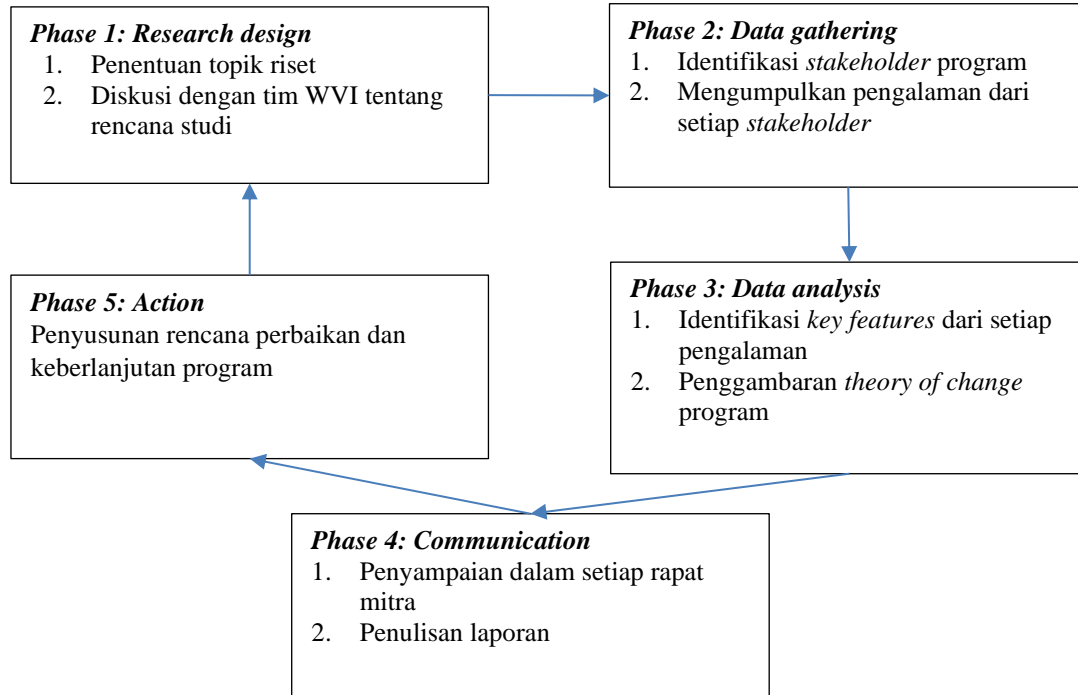 Phase 1: Research design
1. Penentuan topik riset
2. Diskusi dengan tim WVI tentang
rencana studi
Phase 2: Data gathering
1. Identifikasi stakeholder program
2. Mengumpulkan pengalaman dari
setiap stakeholder
Phase 3: Data analysis
1. Identifikasi key features dari setiap
pengalaman
2. Penggambaran theory of change
program
Phase 4: Communication
1. Penyampaian dalam setiap rapat
mitra
2. Penulisan laporan
Phase 5: Action
Penyusunan rencana perbaikan dan
keberlanjutan program